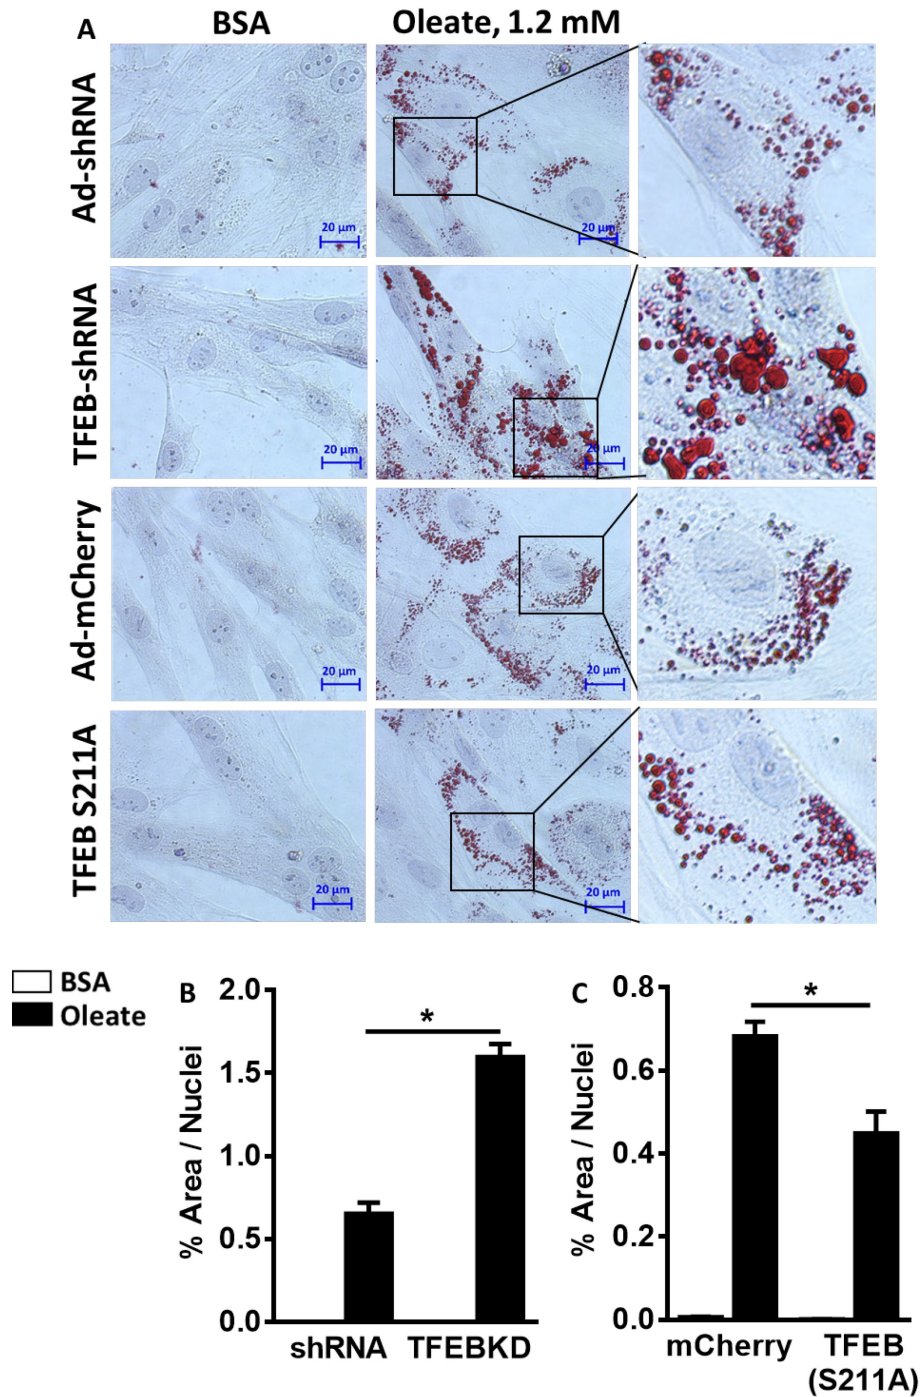 A
BSA
Oleate, 1.2 mM
Ad-shRNA
20 μm
20 μm
TFEB-shRNA
20 μm
20 μm
Ad-mCherry
20 μm
20 μm
TFEB S211A
20 μm
20 μm
BSA
Oleate
B
% Area / Nuclei
2.0
1.5
1.0
0.5
0.0
*
shRNA TFEBKD
C
% Area / Nuclei
0.8
0.6
0.4
0.2
0.0
*
mCherry TFEB
(S211A)